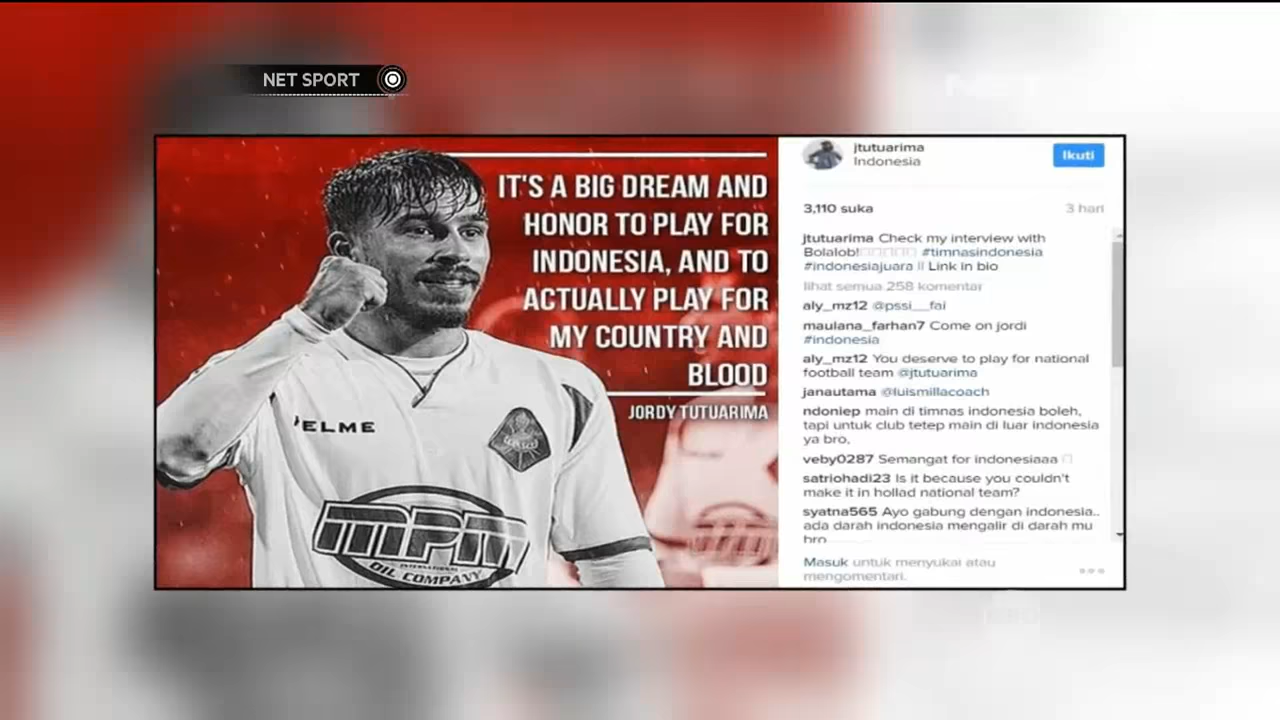 NET SPORT
IT'S A BIG DREAM AND
HONOR TO PLAY FOR
INDONESIA, AND TO
ACTUALLY PLAY FOR
MY COUNTRY AND
BLOOD
JORDY TUTUARIMA
ELME
MPM
INTERNATIONAL
OIL COMPANY
jtutuarima
Indonesia
Ikuti
3,110 suka
3 hari
jtutuarima Check my interview with
Bolalob! #timnasindonesia
#indonesiajuara || Link in bio
lihat semua 258 komentar
aly_mz12 @pssi__fai
maulana_farhan7 Come on jordi
#indonesia
aly_mz12 You deserve to play for national
football team @jtutuarima
janautama @luismillacoach
ndoniep main di timnas indonesia boleh,
tapi untuk club tetep main di luar indonesia
ya bro,
veby0287 Semangat for indonesiaaa
satriohadi23 Is it because you couldn't
make it in hollad national team?
syatna565 Ayo gabung dengan indonesia..
ada darah indonesia mengalir di darah mu
bro
Masuk untuk menyukai atau
mengomentari.